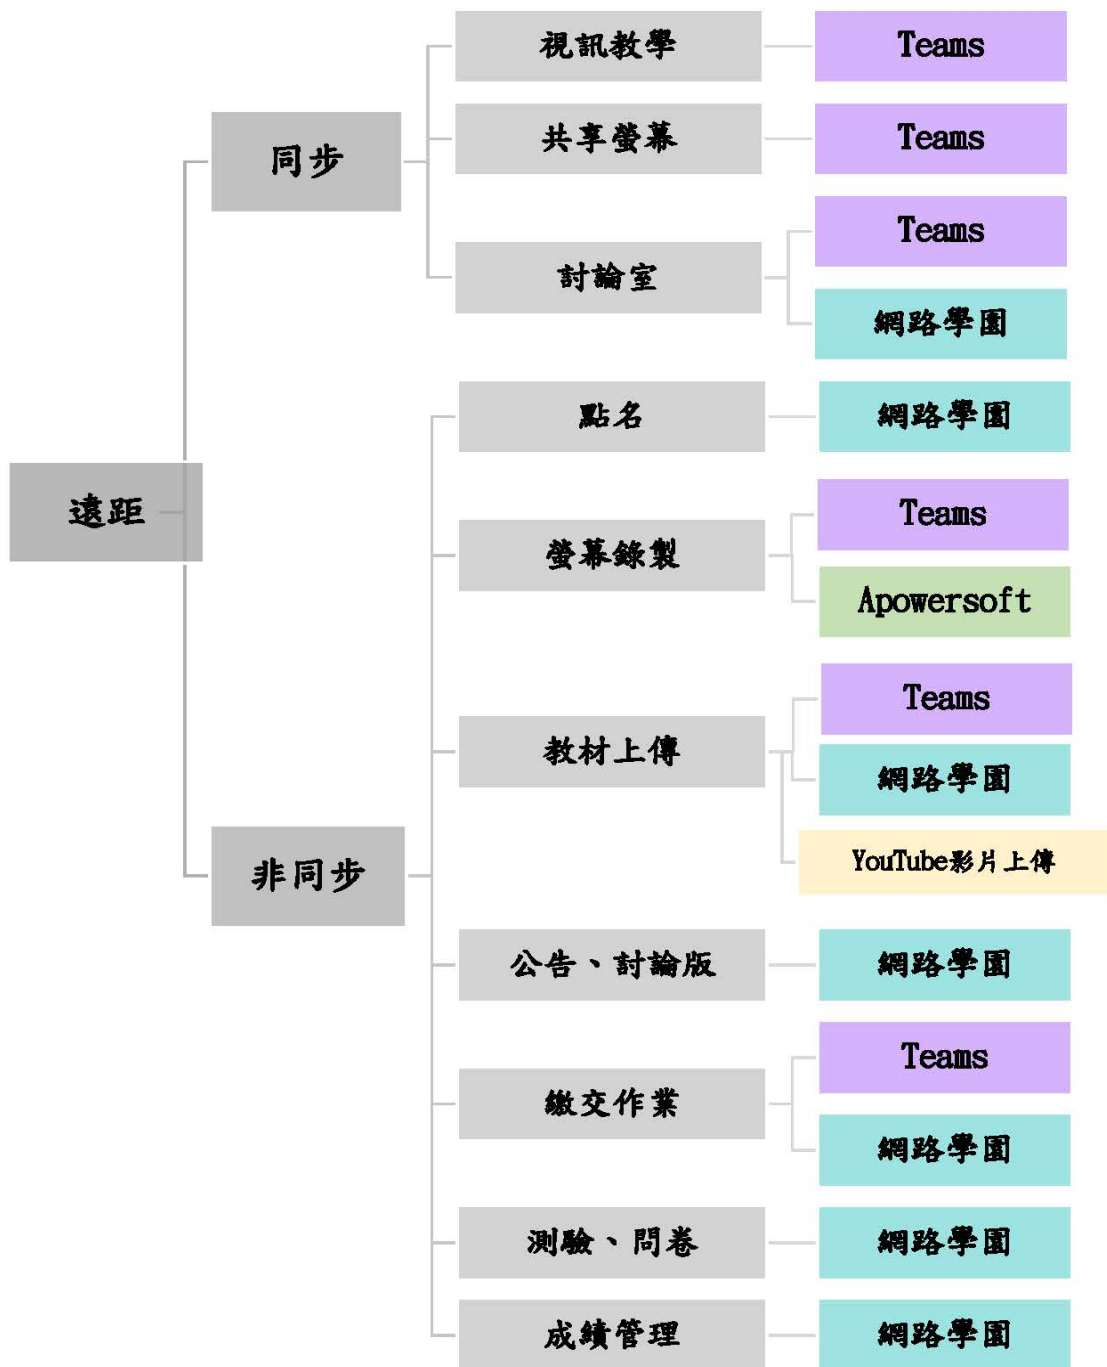 遠距
同步
視訊教學
Teams
共享螢幕
Teams
討論室
Teams
網路學園
非同步
點名
網路學園
螢幕錄製
Teams
Apowersoft
教材上傳
Teams
網路學園
YouTube影片上傳
公告、討論版
網路學園
繳交作業
Teams
網路學園
測驗、問卷
網路學園
成績管理
網路學園